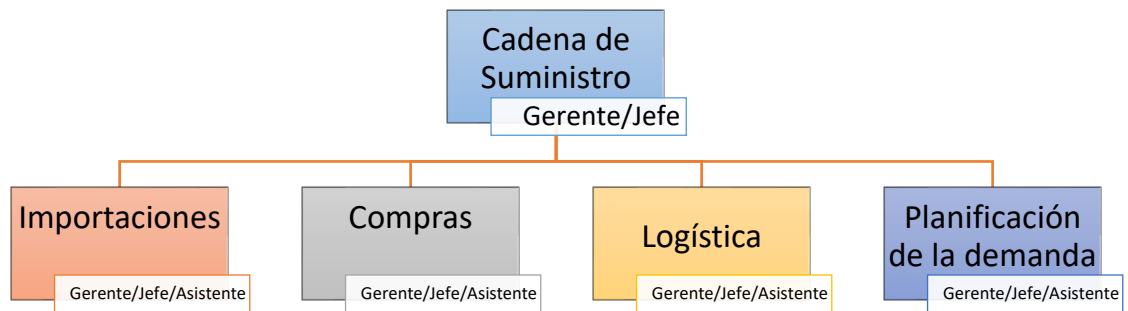 Cadena de
Suministro
Gerente/Jefe
Importaciones
Gerente/Jefe/Asistente
Compras
Gerente/Jefe/Asistente
Logística
Gerente/Jefe/Asistente
Planificación
de la demanda
Gerente/Jefe/Asistente